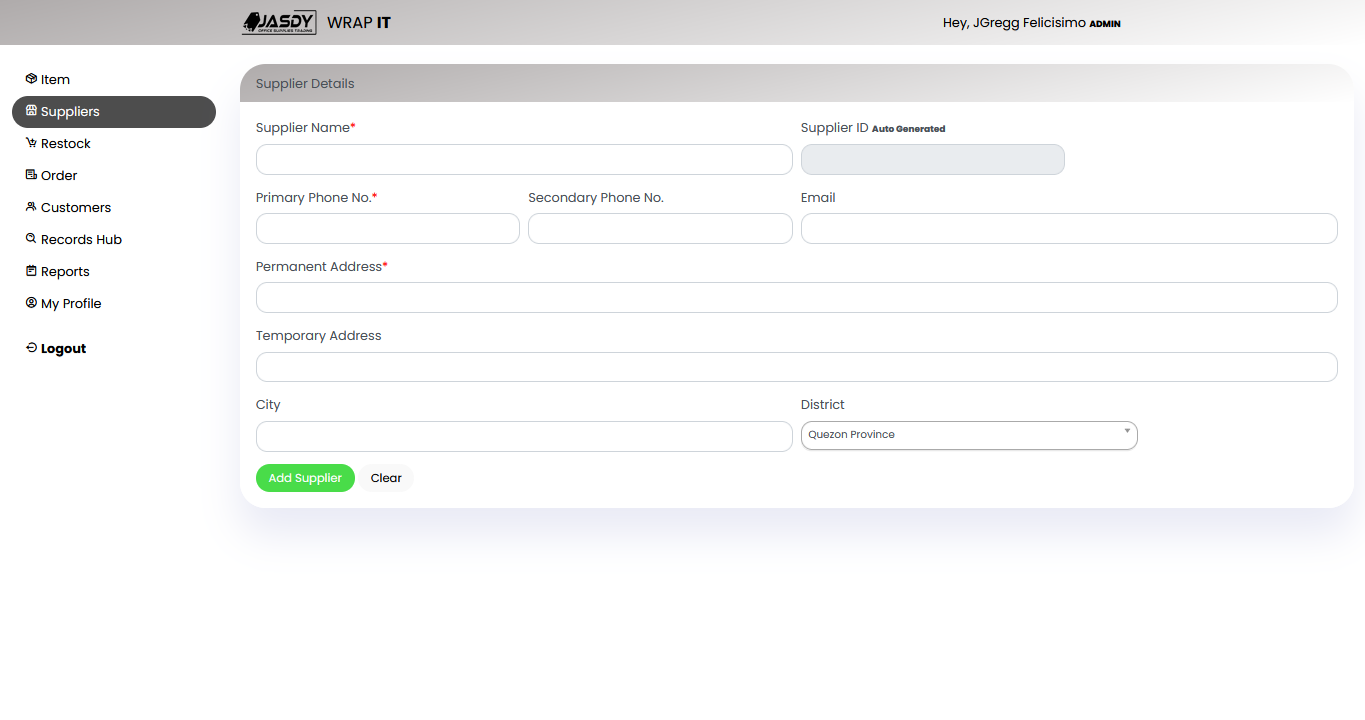 JASDY
OFFICE SUPPLIES TRADING
WRAP IT
Hey, JGregg Felicisimo ADMIN
Item
Suppliers
Restock
Order
Customers
Records Hub
Reports
My Profile
Logout
Supplier Details
Supplier Name*
Supplier ID Auto Generated
Primary Phone No.*
Secondary Phone No.
Email
Permanent Address*
Temporary Address
City
District
Quezon Province
Add Supplier
Clear